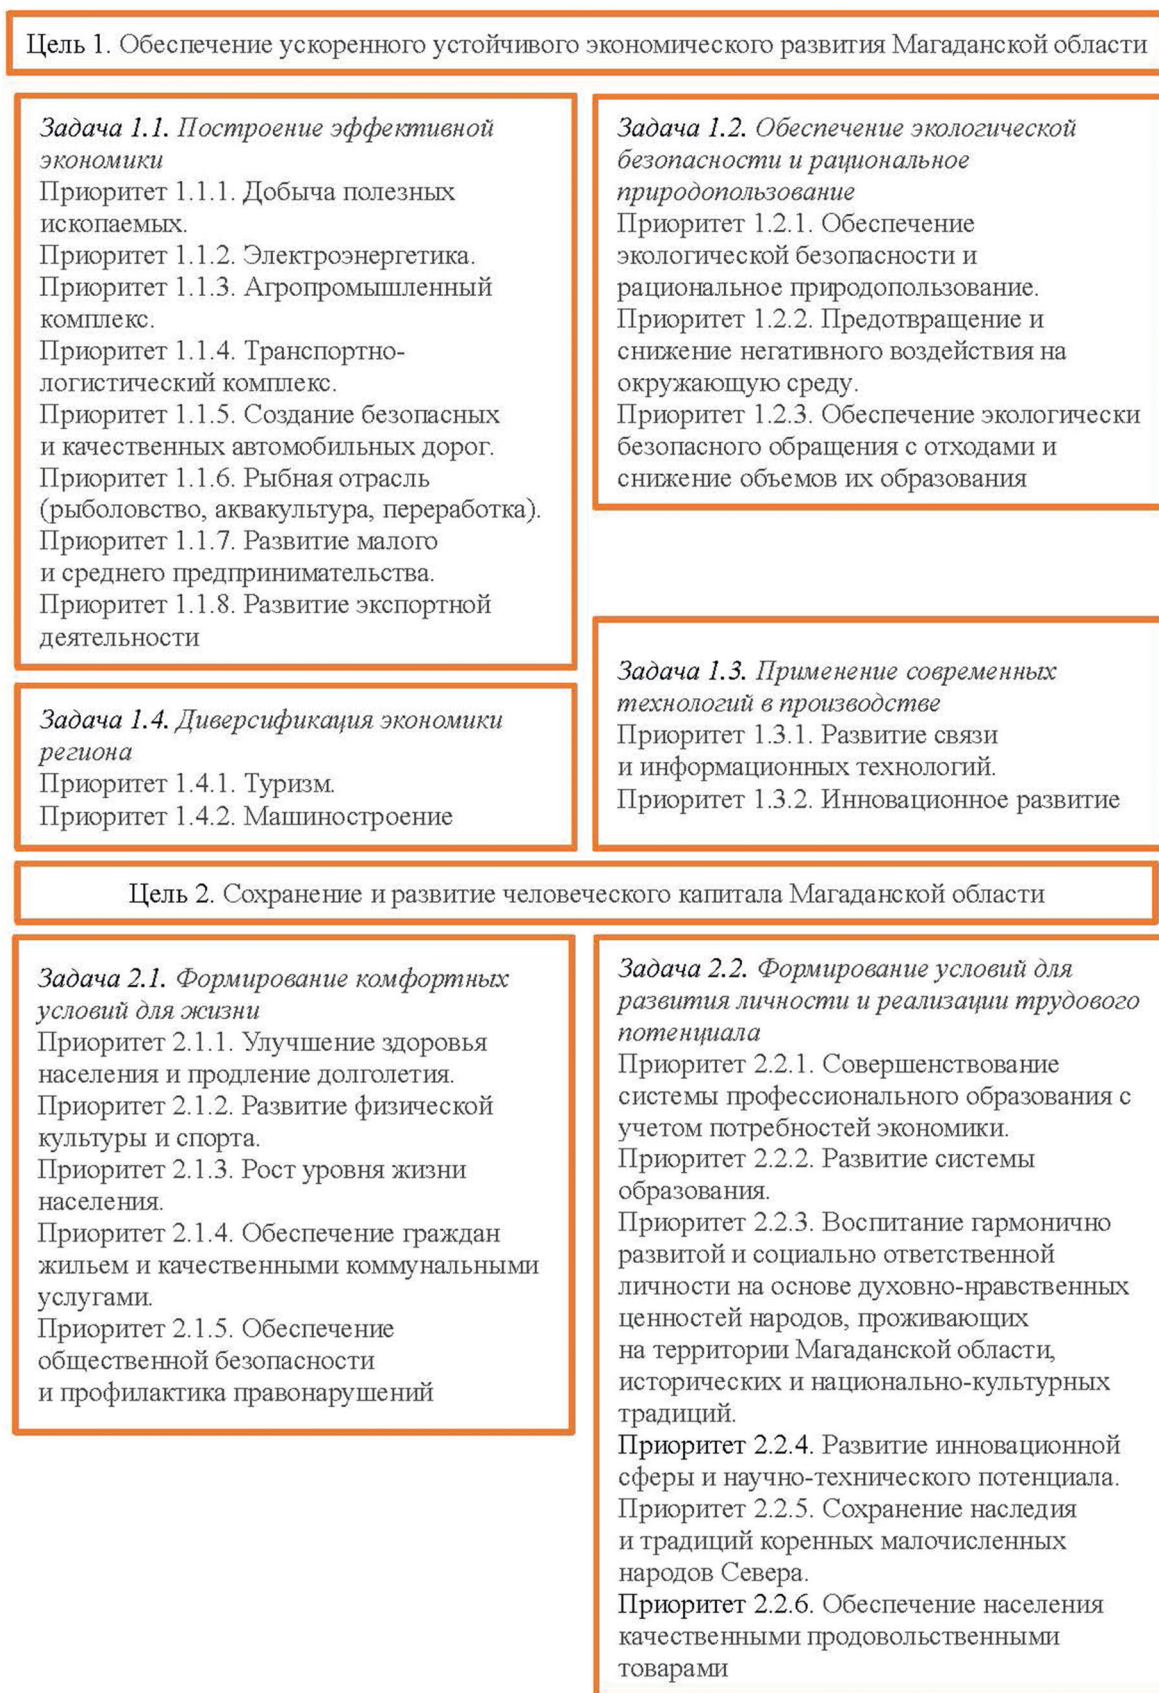 Цель 1. Обеспечение ускоренного устойчивого экономического развития Магаданской области
Задача 1.1. Построение эффективной
экономики
Приоритет 1.1.1. Добыча полезных
ископаемых.
Приоритет 1.1.2. Электроэнергетика.
Приоритет 1.1.3. Агропромышленный
комплекс.
Приоритет 1.1.4. Транспортно-
логистический комплекс.
Приоритет 1.1.5. Создание безопасных
и качественных автомобильных дорог.
Приоритет 1.1.6. Рыбная отрасль
(рыболовство, аквакультура, переработка).
Приоритет 1.1.7. Развитие малого
и среднего предпринимательства.
Приоритет 1.1.8. Развитие экспортной
деятельности
Задача 1.2. Обеспечение экологической
безопасности и рациональное
природопользование
Приоритет 1.2.1. Обеспечение
экологической безопасности и
рациональное природопользование.
Приоритет 1.2.2. Предотвращение и
снижение негативного воздействия на
окружающую среду.
Приоритет 1.2.3. Обеспечение экологически
безопасного обращения с отходами и
снижение объемов их образования
Задача 1.3. Применение современных
технологий в производстве
Приоритет 1.3.1. Развитие связи
и информационных технологий.
Приоритет 1.3.2. Инновационное развитие
Задача 1.4. Диверсификация экономики
региона
Приоритет 1.4.1. Туризм.
Приоритет 1.4.2. Машиностроение
Цель 2. Сохранение и развитие человеческого капитала Магаданской области
Задача 2.1. Формирование комфортных
условий для жизни
Приоритет 2.1.1. Улучшение здоровья
населения и продление долголетия.
Приоритет 2.1.2. Развитие физической
культуры и спорта.
Приоритет 2.1.3. Рост уровня жизни
населения.
Приоритет 2.1.4. Обеспечение граждан
жильем и качественными коммунальными
услугами.
Приоритет 2.1.5. Обеспечение
общественной безопасности
и профилактика правонарушений
Задача 2.2. Формирование условий для
развития личности и реализации трудового
потенциала
Приоритет 2.2.1. Совершенствование
системы профессионального образования с
учетом потребностей экономики.
Приоритет 2.2.2. Развитие системы
образования.
Приоритет 2.2.3. Воспитание гармонично
развитой и социально ответственной
личности на основе духовно-нравственных
ценностей народов, проживающих
на территории Магаданской области,
исторических и национально-культурных
традиций.
Приоритет 2.2.4. Развитие инновационной
сферы и научно-технического потенциала.
Приоритет 2.2.5. Сохранение наследия
и традиций коренных малочисленных
народов Севера.
Приоритет 2.2.6. Обеспечение населения
качественными продовольственными
товарами